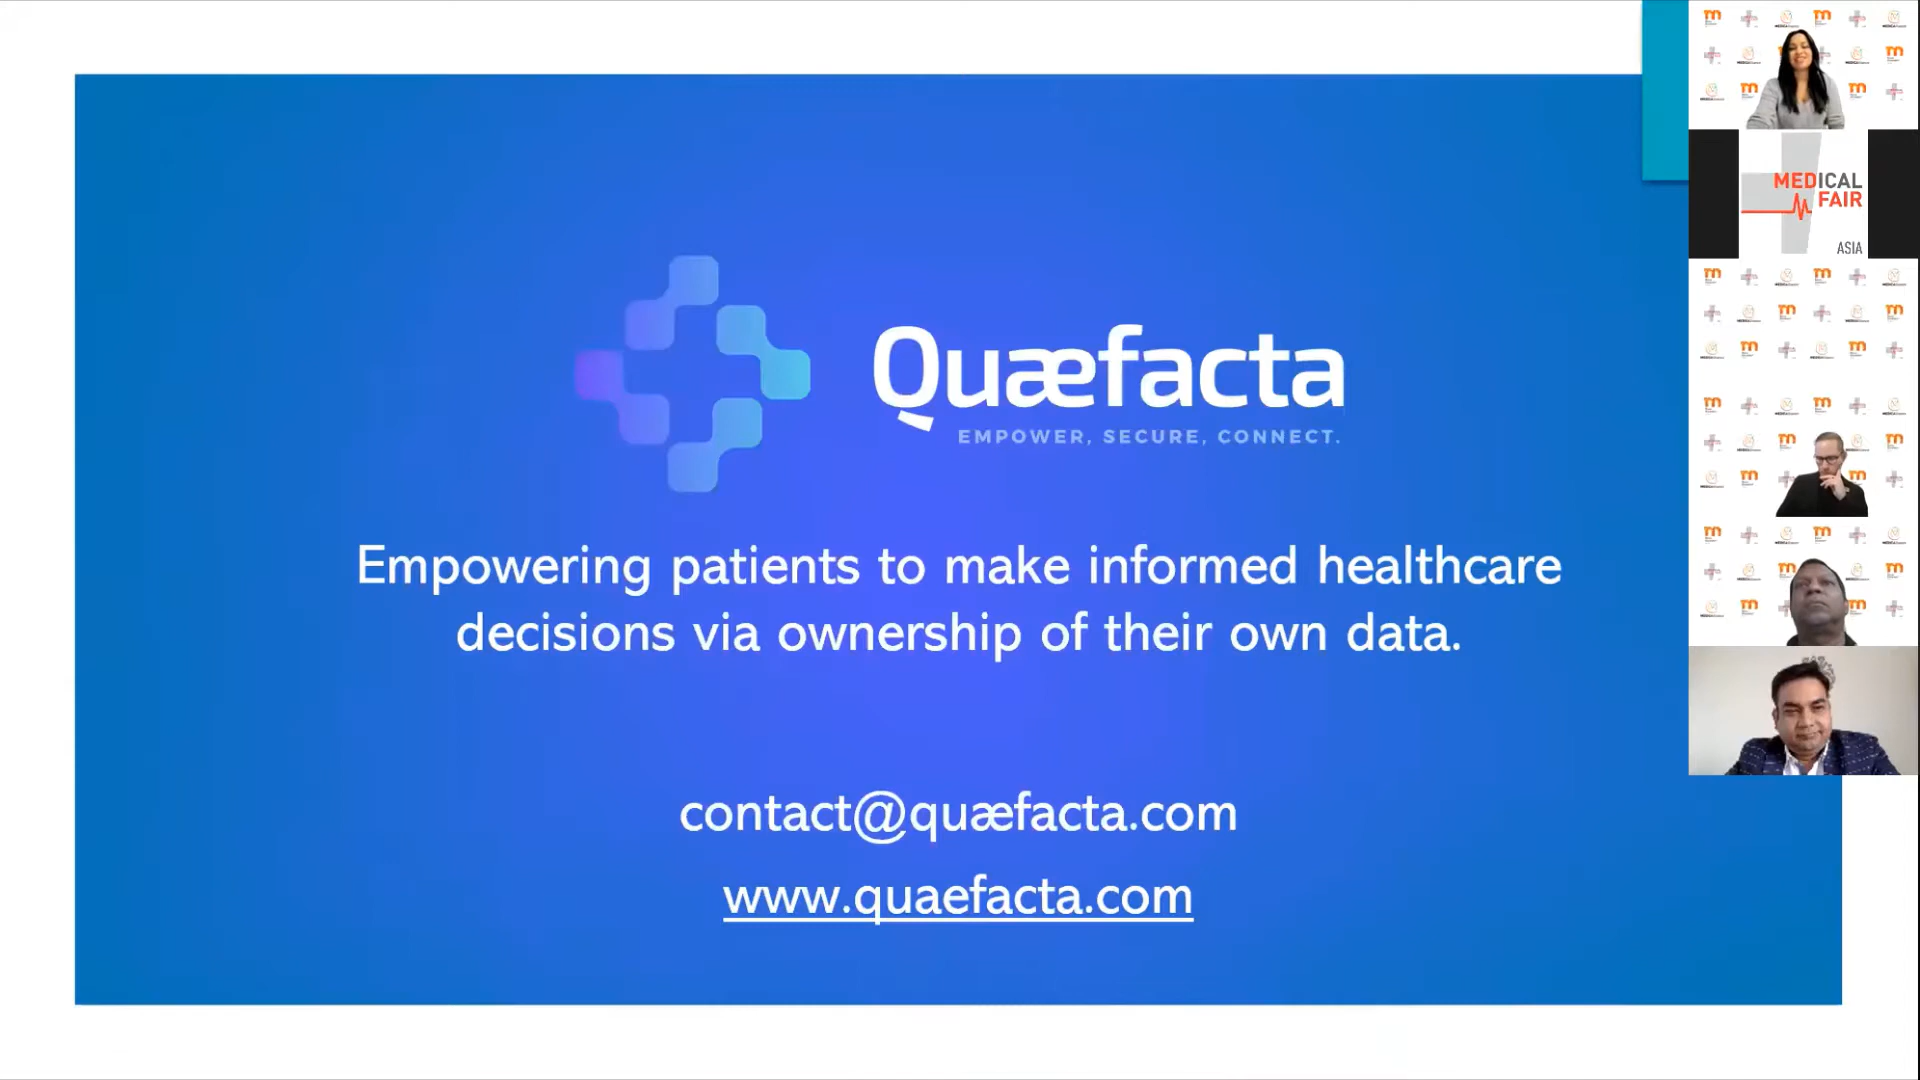 Quæfacta
EMPOWER, SECURE, CONNECT.
Empowering patients to make informed healthcare
decisions via ownership of their own data.
contact@quæfacta.com
www.quaefacta.com
MEDICAL
FAIR
ASIA